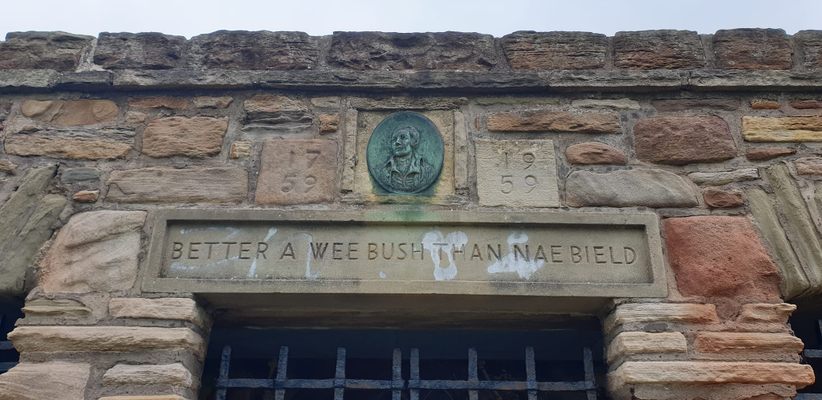 17
59
19
59
BETTER A WEE BUSH THAN NAE BIELD